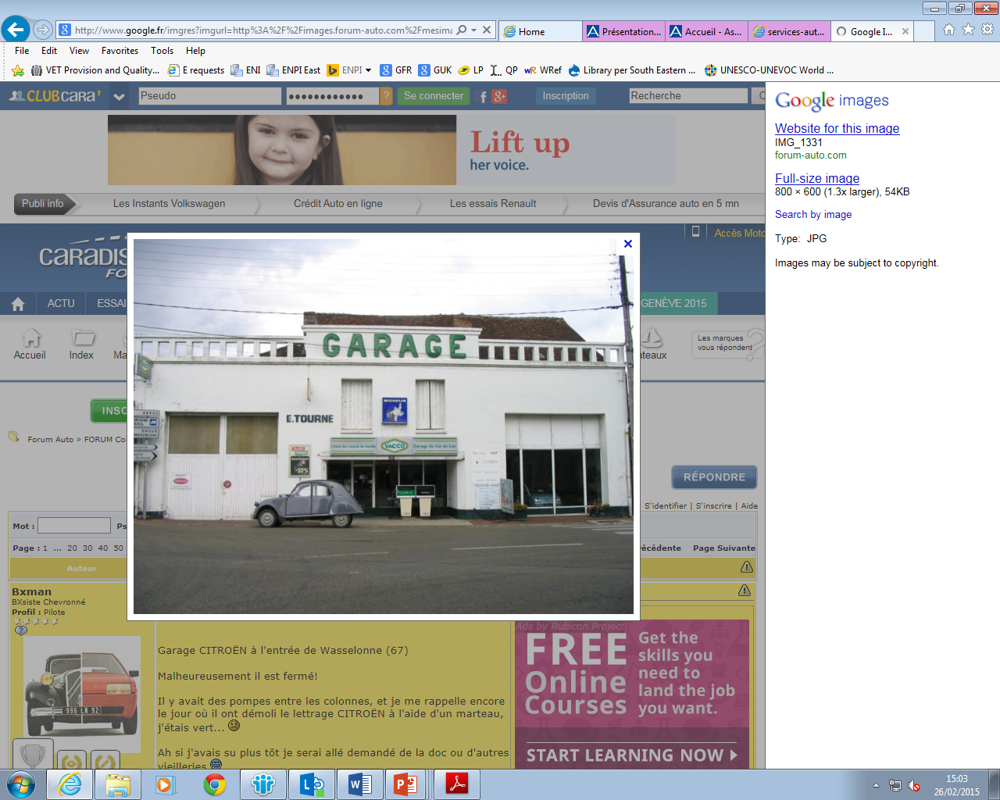 http://www.google.fr/imgres?imgurl=http%3A%2F%2Fimages.forum-auto.com%2Fmesima
Home
Présentation...
Accueil - As...
services-aut...
Google I...
File Edit View Favorites Tools Help
VET Provision and Quality...
E requests
ENI
ENPI East
ENPI
GFR
GUK
LP
QP
WRef
Library per South Eastern ...
UNESCO-UNEVOC World ...
CLUBCARA'
Pseudo
?
Se connecter
Inscription
Recherche
Google images
Website for this image
IMG_1331
forum-auto.com
Full-size image
800 × 600 (1.3x larger), 54KB
Search by image
Type: JPG
Images may be subject to copyright.
Lift up
her voice.
Publi info
Les Instants Volkswagen
Crédit Auto en ligne
Les essais Renault
Devis d'Assurance auto en 5 mn
CARADIS
FO
Accès Moto
ACTU
ESSAI
GENÈVE 2015
Accueil
Index
Ma
teaux
Les marques
vous répondent
GARAGE
MICHELIN
E.TOURNE
YACCO
Garage du Val de Loir
-50%
INSC
Forum Auto » FORUM Co
RÉPONDRE
S'identifier | S'inscrire | Aide
Mot :
Ps
Page : 1 ... 20 30 40 50
récédente Page Suivante
Auteur
Bxman
BXsiste Chevronné
Profil : Pilote
996 LW 92
Garage CITROËN à l'entrée de Wasselonne (67)
Malheureusement il est fermé!
Il y avait des pompes entre les colonnes, et je me rappelle encore
le jour où il ont démoli le lettrage CITROËN à l'aide d'un marteau,
j'étais vert...
Ah si j'avais su plus tôt je serai allé demandé de la doc ou d'autres
vieilleries
Ads by Rubicon Project
FREE
Online
Courses
Get the
skills you
need to
land the job
you want.
START LEARNING NOW
15:03
26/02/2015